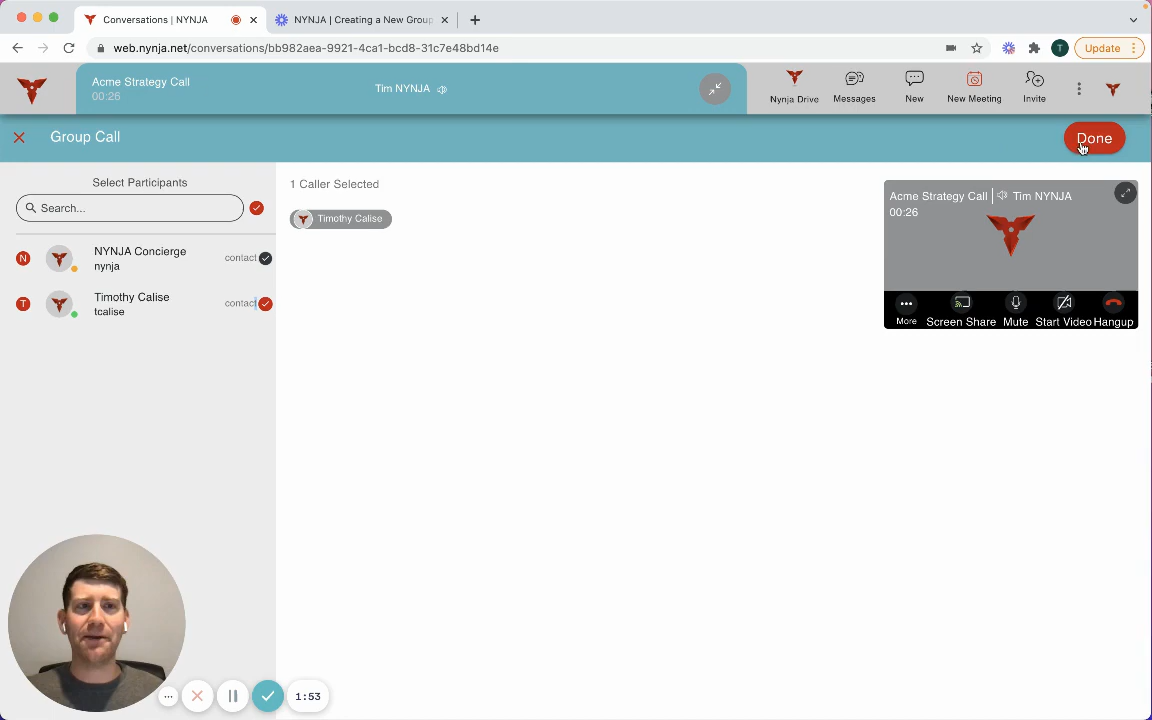 Conversations | NYNJA
NYNJA | Creating a New Group
web.nynja.net/conversations/bb982aea-9921-4ca1-bcd8-31c7e48bd14e
T
Update
Acme Strategy Call
00:26
Tim NYNJA
Nynja Drive
Messages
New
New Meeting
Invite
Group Call
Done
Select Participants
Search...
N
NYNJA Concierge
nynja
contact
T
Timothy Calise
tcalise
contact
1 Caller Selected
Timothy Calise
Acme Strategy Call | Tim NYNJA
00:26
More
Screen Share
Mute
Start Video
Hangup
1:53